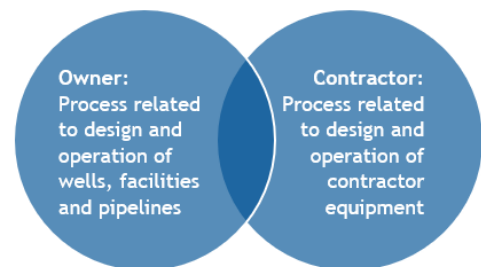 Owner:
Process related
to design and
operation of
wells, facilities
and pipelines
Contractor:
Process related
to design and
operation of
contractor
equipment